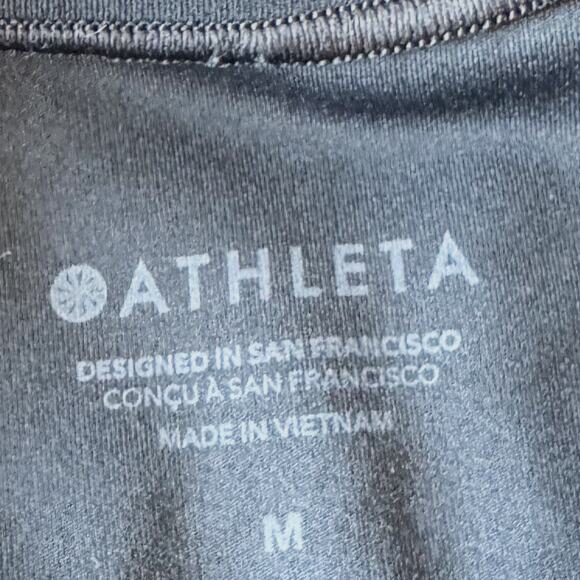 ATHLETA
DESIGNED IN SAN FRANCISCO
CONÇU À SAN FRANCISCO
MADE IN VIETNAM
M